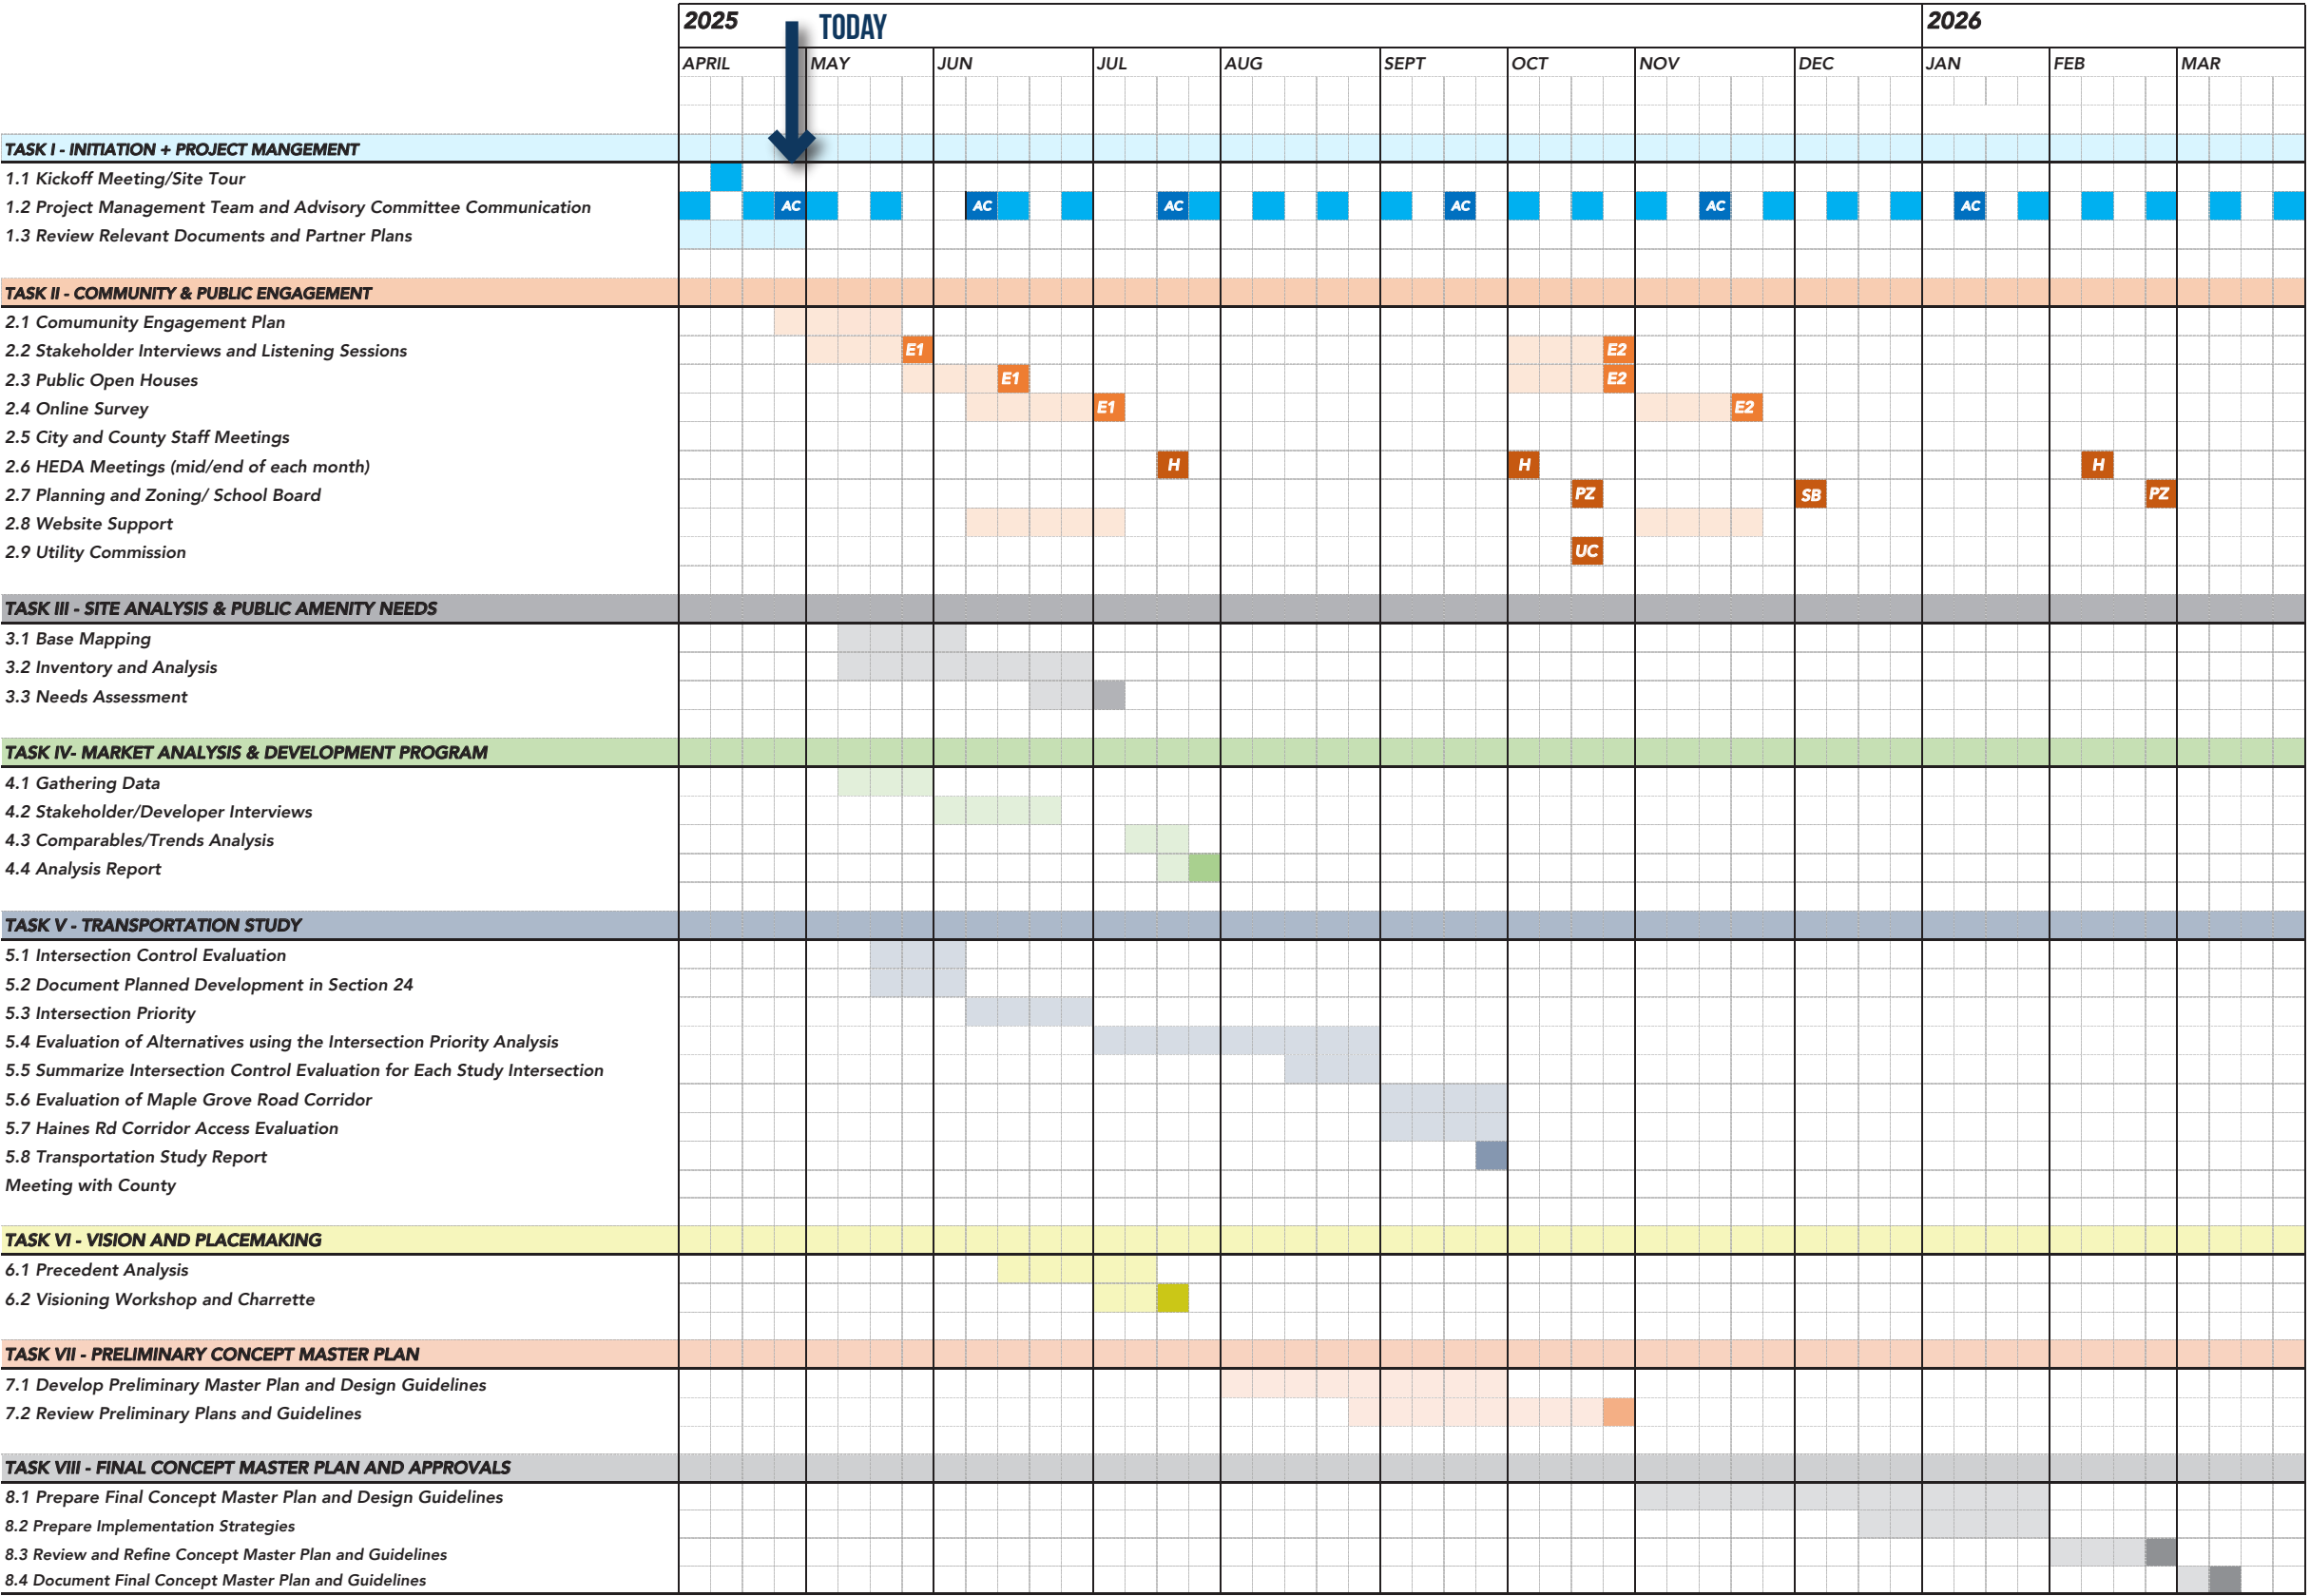 2025 TODAY 2026
APRIL MAY JUN JUL AUG SEPT OCT NOV DEC JAN FEB MAR
TASK I - INITIATION + PROJECT MANGEMENT
1.1 Kickoff Meeting/Site Tour
1.2 Project Management Team and Advisory Committee Communication AC AC AC AC AC AC
1.3 Review Relevant Documents and Partner Plans
TASK II - COMMUNITY & PUBLIC ENGAGEMENT
2.1 Comumunity Engagement Plan
2.2 Stakeholder Interviews and Listening Sessions E1 E2
2.3 Public Open Houses E1 E2
2.4 Online Survey E1 E2
2.5 City and County Staff Meetings
2.6 HEDA Meetings (mid/end of each month) H H H
2.7 Planning and Zoning/ School Board PZ SB PZ
2.8 Website Support
2.9 Utility Commission UC
TASK III - SITE ANALYSIS & PUBLIC AMENITY NEEDS
3.1 Base Mapping
3.2 Inventory and Analysis
3.3 Needs Assessment
TASK IV- MARKET ANALYSIS & DEVELOPMENT PROGRAM
4.1 Gathering Data
4.2 Stakeholder/Developer Interviews
4.3 Comparables/Trends Analysis
4.4 Analysis Report
TASK V - TRANSPORTATION STUDY
5.1 Intersection Control Evaluation
5.2 Document Planned Development in Section 24
5.3 Intersection Priority
5.4 Evaluation of Alternatives using the Intersection Priority Analysis
5.5 Summarize Intersection Control Evaluation for Each Study Intersection
5.6 Evaluation of Maple Grove Road Corridor
5.7 Haines Rd Corridor Access Evaluation
5.8 Transportation Study Report
Meeting with County
TASK VI - VISION AND PLACEMAKING
6.1 Precedent Analysis
6.2 Visioning Workshop and Charrette
TASK VII - PRELIMINARY CONCEPT MASTER PLAN
7.1 Develop Preliminary Master Plan and Design Guidelines
7.2 Review Preliminary Plans and Guidelines
TASK VIII - FINAL CONCEPT MASTER PLAN AND APPROVALS
8.1 Prepare Final Concept Master Plan and Design Guidelines
8.2 Prepare Implementation Strategies
8.3 Review and Refine Concept Master Plan and Guidelines
8.4 Document Final Concept Master Plan and Guidelines